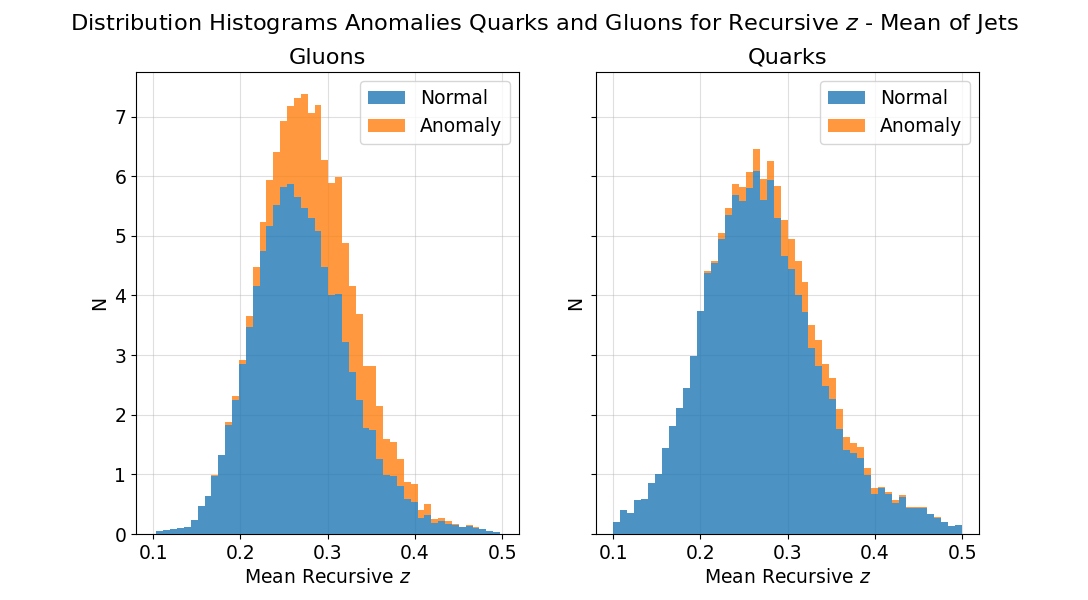 Distribution Histograms Anomalies Quarks and Gluons for Recursive z - Mean of Jets
Gluons
Normal
Anomaly
N
7
6
5
4
3
2
1
0
0.1 0.2 0.3 0.4 0.5
Mean Recursive z
Quarks
Normal
Anomaly
N
0.1 0.2 0.3 0.4 0.5
Mean Recursive z